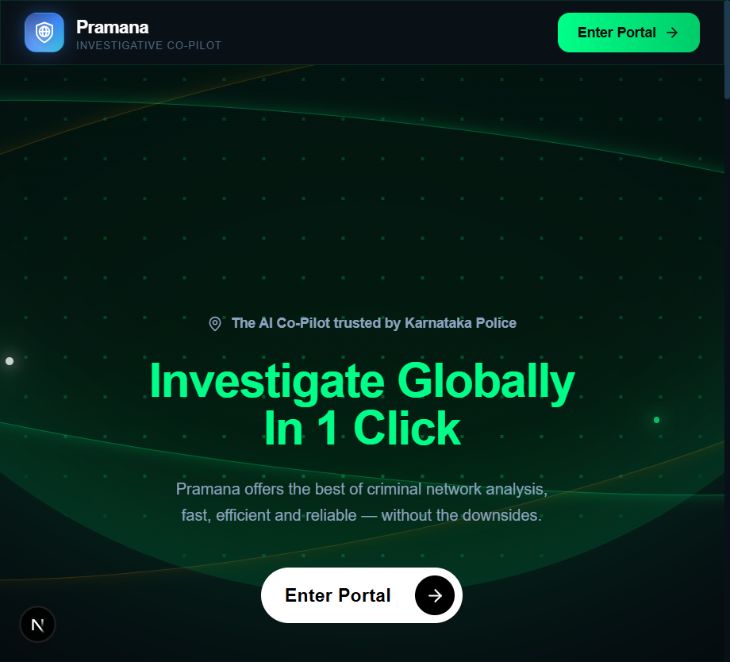 Pramana
INVESTIGATIVE CO-PILOT
Enter Portal
The AI Co-Pilot trusted by Karnataka Police
Investigate Globally
In 1 Click
Pramana offers the best of criminal network analysis,
fast, efficient and reliable — without the downsides.
Enter Portal
N